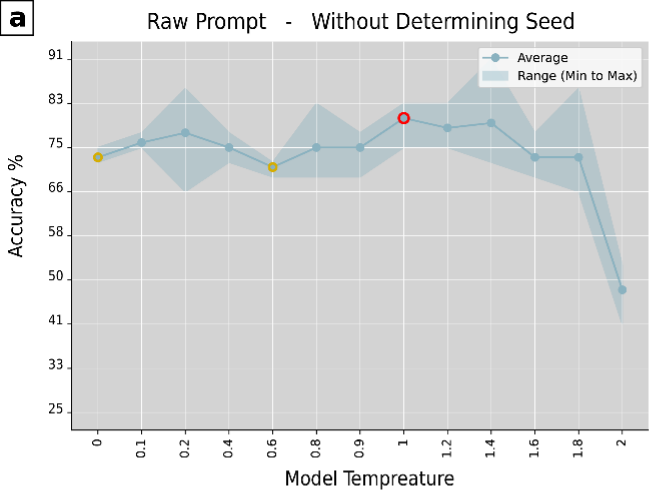 a
Raw Prompt - Without Determining Seed
Average
Range (Min to Max)
Accuracy %
91
83
75
66
58
50
41
33
25
0 0.1 0.2 0.4 0.6 0.8 0.9 1 1.2 1.4 1.6 1.8 2
Model Tempreature